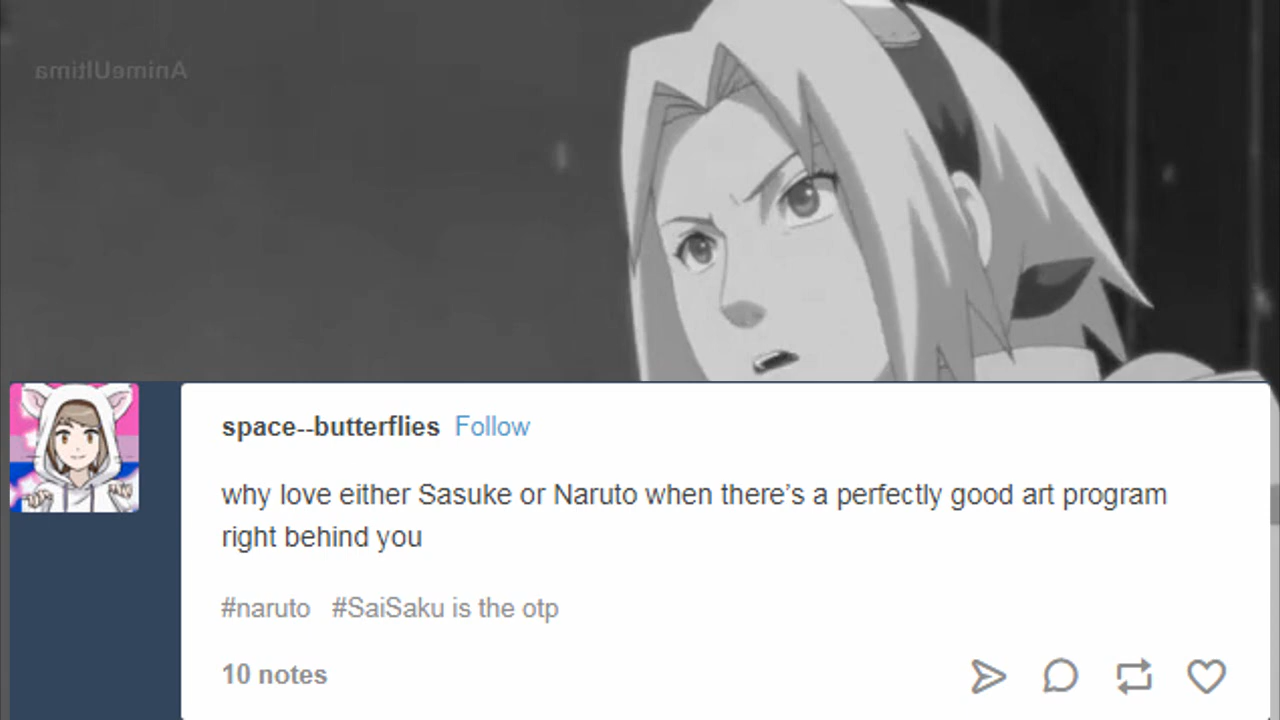 AnimeUltima
space--butterflies Follow
why love either Sasuke or Naruto when there’s a perfectly good art program
right behind you
#naruto #SaiSaku is the otp
10 notes